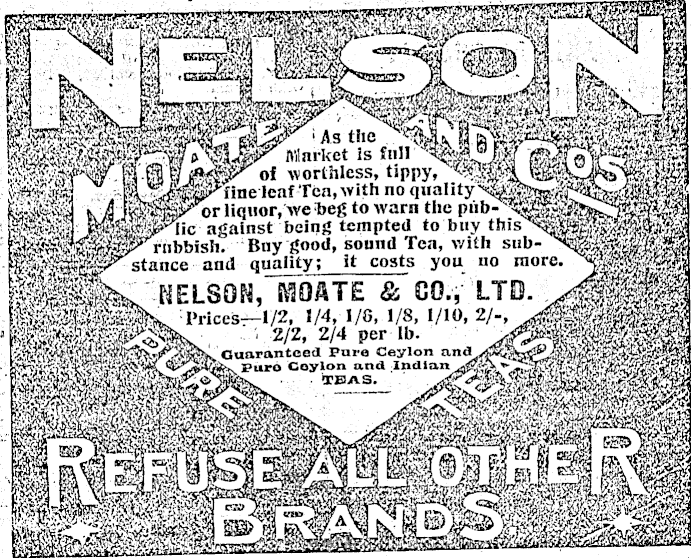 NELSON
MOATE AND COS
As the
Market is full
of worthless, tippy,
fine leaf Tea, with no quality
or liquor, we beg to warn the pub-
lic against being tempted to buy this
rubbish. Buy good, sound Tea, with sub-
stance and quality; it costs you no more.
NELSON, MOATE & CO., LTD.
Prices—1/2, 1/4, 1/6, 1/8, 1/10, 2/-,
2/2, 2/4 per lb.
Guaranteed Pure Ceylon and
Pure Ceylon and Indian
TEAS.
PURE TEAS
REFUSE ALL OTHER
BRANDS.